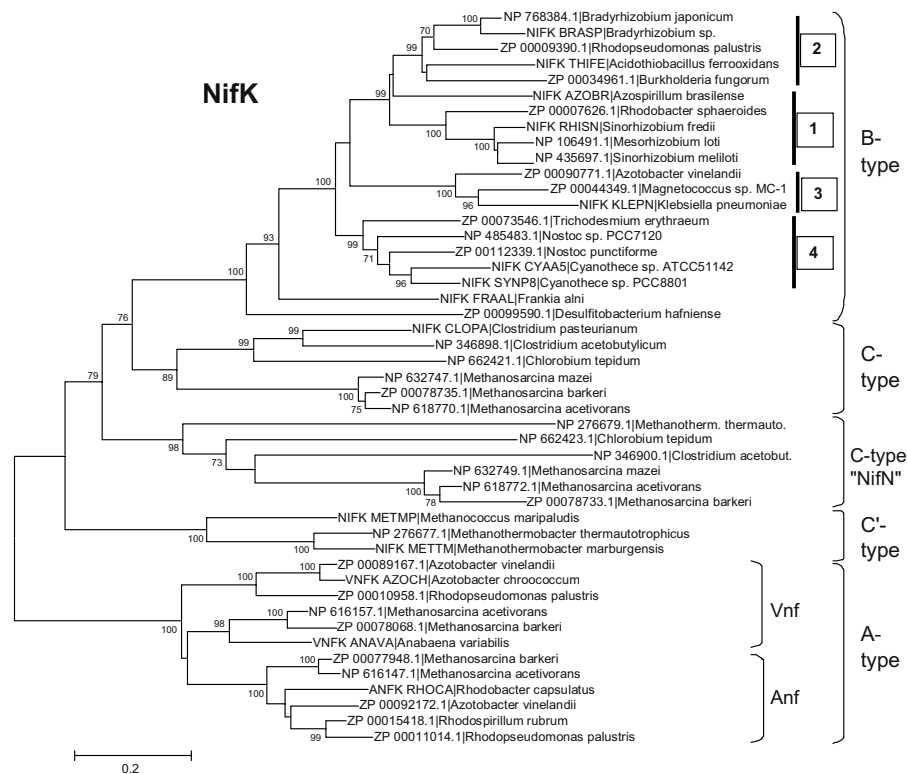 NifK
100
NP 768384.1|Bradyrhizobium japonicum
70
NIFK BRASP|Bradyrhizobium sp.
99
ZP 00009390.1|Rhodopseudomonas palustris
2
NIFK THIFE|Acidothiobacillus ferrooxidans
ZP 00034961.1|Burkholderia fungorum
99
NIFK AZOBR|Azospirillum brasilense
ZP 00007626.1|Rhodobacter sphaeroides
100
NIFK RHISN|Sinorhizobium fredii
1
100
NP 106491.1|Mesorhizobium loti
NP 435697.1|Sinorhizobium meliloti
B-
type
100
ZP 00090771.1|Azotobacter vinelandii
ZP 00044349.1|Magnetococcus sp. MC-1
3
96
NIFK KLEPN|Klebsiella pneumoniae
ZP 00073546.1|Trichodesmium erythraeum
99
NP 485483.1|Nostoc sp. PCC7120
93
71
ZP 00112339.1|Nostoc punctiforme
4
NIFK CYAA5|Cyanothece sp. ATCC51142
96
NIFK SYNP8|Cyanothece sp. PCC8801
100
NIFK FRAAL|Frankia alni
ZP 00099590.1|Desulfitobacterium hafniense
76
99
NIFK CLOPA|Clostridium pasteurianum
99
NP 346898.1|Clostridium acetobutylicum
NP 662421.1|Chlorobium tepidum
C-
type
79
89
NP 632747.1|Methanosarcina mazei
100
ZP 00078735.1|Methanosarcina barkeri
75
NP 618770.1|Methanosarcina acetivorans
NP 276679.1|Methanotherm. thermauto.
98
NP 662423.1|Chlorobium tepidum
73
NP 346900.1|Clostridium acetobut.
C-type
"NifN"
NP 632749.1|Methanosarcina mazei
100
NP 618772.1|Methanosarcina acetivorans
78
ZP 00078733.1|Methanosarcina barkeri
NIFK METMP|Methanococcus maripaludis
100
NP 276677.1|Methanothermobacter thermautotrophicus
C'-
type
100
NIFK METTM|Methanothermobacter marburgensis
ZP 00089167.1|Azotobacter vinelandii
100
100
VNFK AZOCH|Azotobacter chroococcum
ZP 00010958.1|Rhodopseudomonas palustris
Vnf
100
NP 616157.1|Methanosarcina acetivorans
100
98
ZP 00078068.1|Methanosarcina barkeri
VNFK ANAVA|Anabaena variabilis
A-
type
100
ZP 00077948.1|Methanosarcina barkeri
NP 616147.1|Methanosarcina acetivorans
100
ANFK RHOCA|Rhodobacter capsulatus
Anf
ZP 00092172.1|Azotobacter vinelandii
ZP 00015418.1|Rhodospirillum rubrum
99
ZP 00011014.1|Rhodopseudomonas palustris
0.2